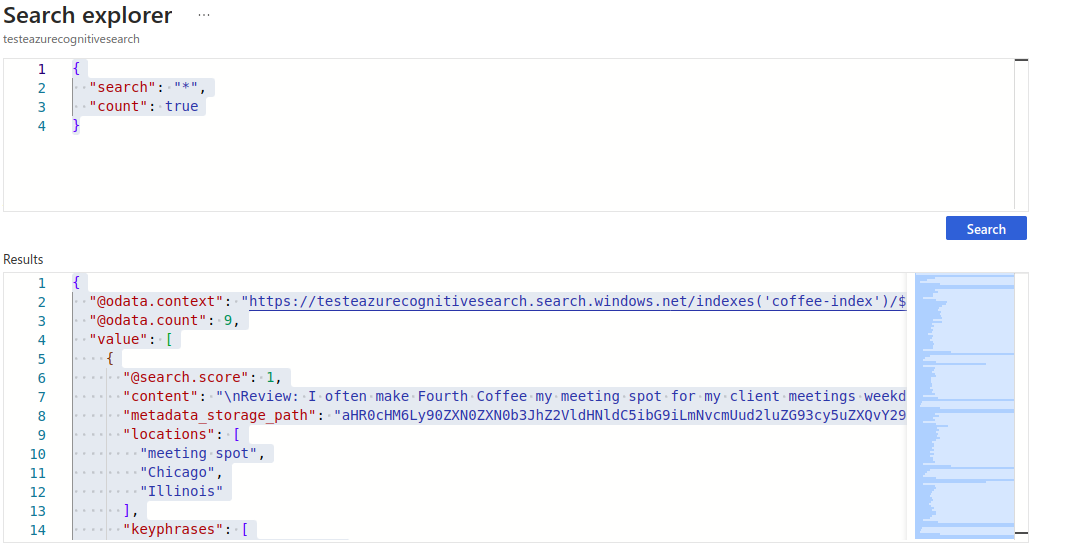 Search explorer ...
testeazurecognitivesearch
1 {
2 "search": "*",
3 "count": true
4 }
Search
Results
1 {
2 "@odata.context": "https://testeazurecognitivesearch.search.windows.net/indexes('coffee-index')/$
3 "@odata.count": 9,
4 "value": [
5 {
6 "@search.score": 1,
7 "content": "\nReview: I often make Fourth Coffee my meeting spot for my client meetings weekd
8 "metadata_storage_path": "aHR0cHM6Ly90ZXN0ZXN0b3JhZ2VldHNldC5ibG9iLmNvcmUud2luZG93cy5uZXQvY29
9 "locations": [
10 "meeting spot",
11 "Chicago",
12 "Illinois"
13 ],
14 "keyphrases": [